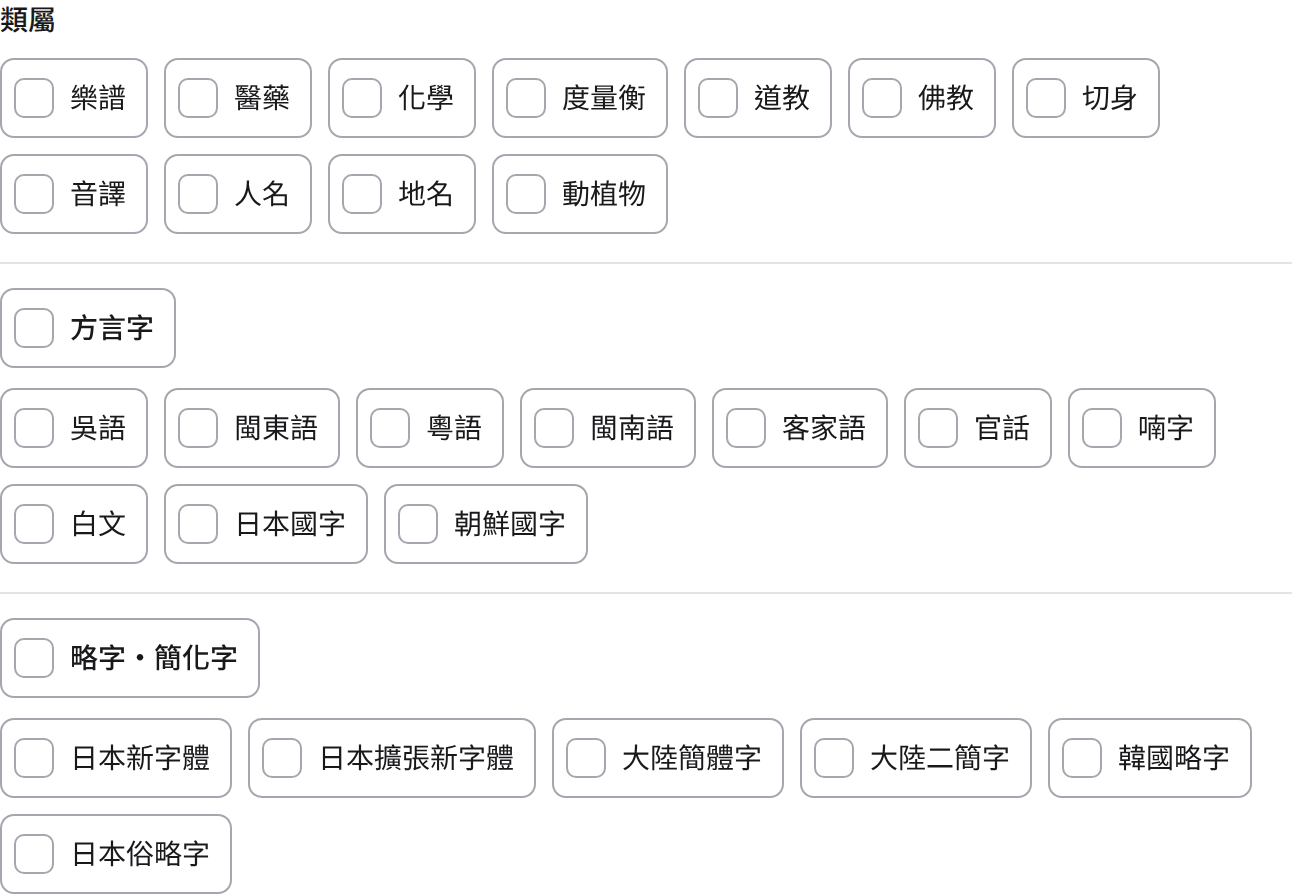 類屬
樂譜 醫藥 化學 度量衡 道教 佛教 切身
音譯 人名 地名 動植物
方言字
吳語 閩東語 粵語 閩南語 客家語 官話 喃字
白文 日本國字 朝鮮國字
略字・簡化字
日本新字體 日本擴張新字體 大陸簡體字 大陸二簡字 韓國略字
日本俗略字